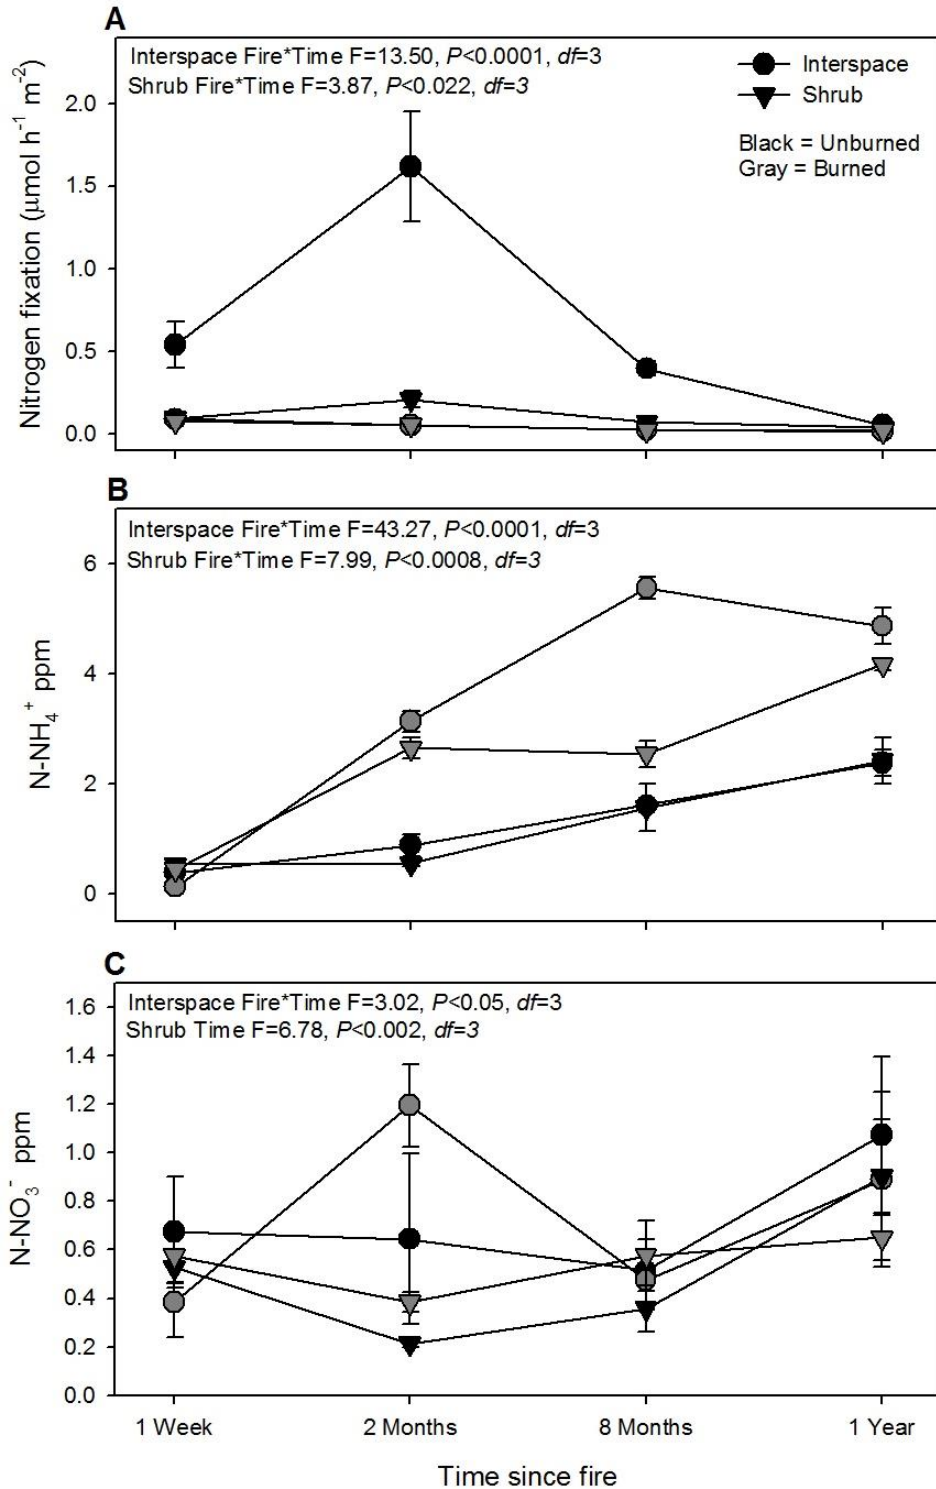 A
Interspace Fire*Time F=13.50, P<0.0001, df=3
Shrub Fire*Time F=3.87, P<0.022, df=3
Interspace
Shrub
Black = Unburned
Gray = Burned
Nitrogen fixation (μmol h⁻¹ m⁻²)
2.0
1.5
1.0
0.5
0.0
B
Interspace Fire*Time F=43.27, P<0.0001, df=3
Shrub Fire*Time F=7.99, P<0.0008, df=3
N-NH₄⁺ ppm
6
4
2
0
C
Interspace Fire*Time F=3.02, P<0.05, df=3
Shrub Time F=6.78, P<0.002, df=3
N-NO₃⁻ ppm
1.6
1.4
1.2
1.0
0.8
0.6
0.4
0.2
0.0
1 Week 2 Months 8 Months 1 Year
Time since fire